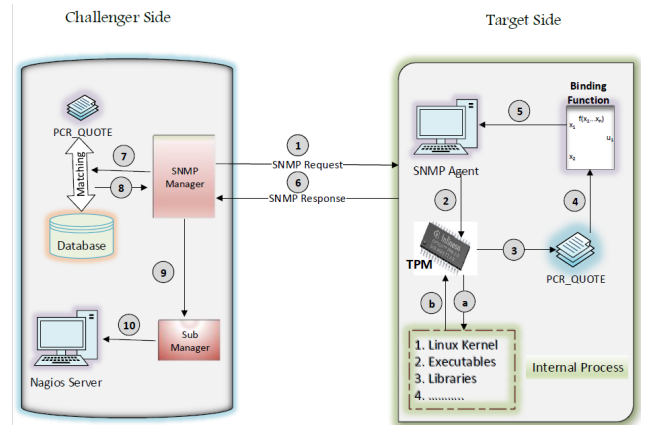 Challenger Side
Target Side
PCR_QUOTE
Matching
Database
7
8
SNMP
Manager
1
SNMP Request
6
SNMP Response
9
Sub
Manager
10
Nagios Server
SNMP Agent
5
Binding
Function
f(x₁...xₙ)
x₁
u₁
x₂
2
4
Infineon
TPM
3
PCR_QUOTE
b
a
1. Linux Kernel
2. Executables
3. Libraries
4. ...........
Internal Process